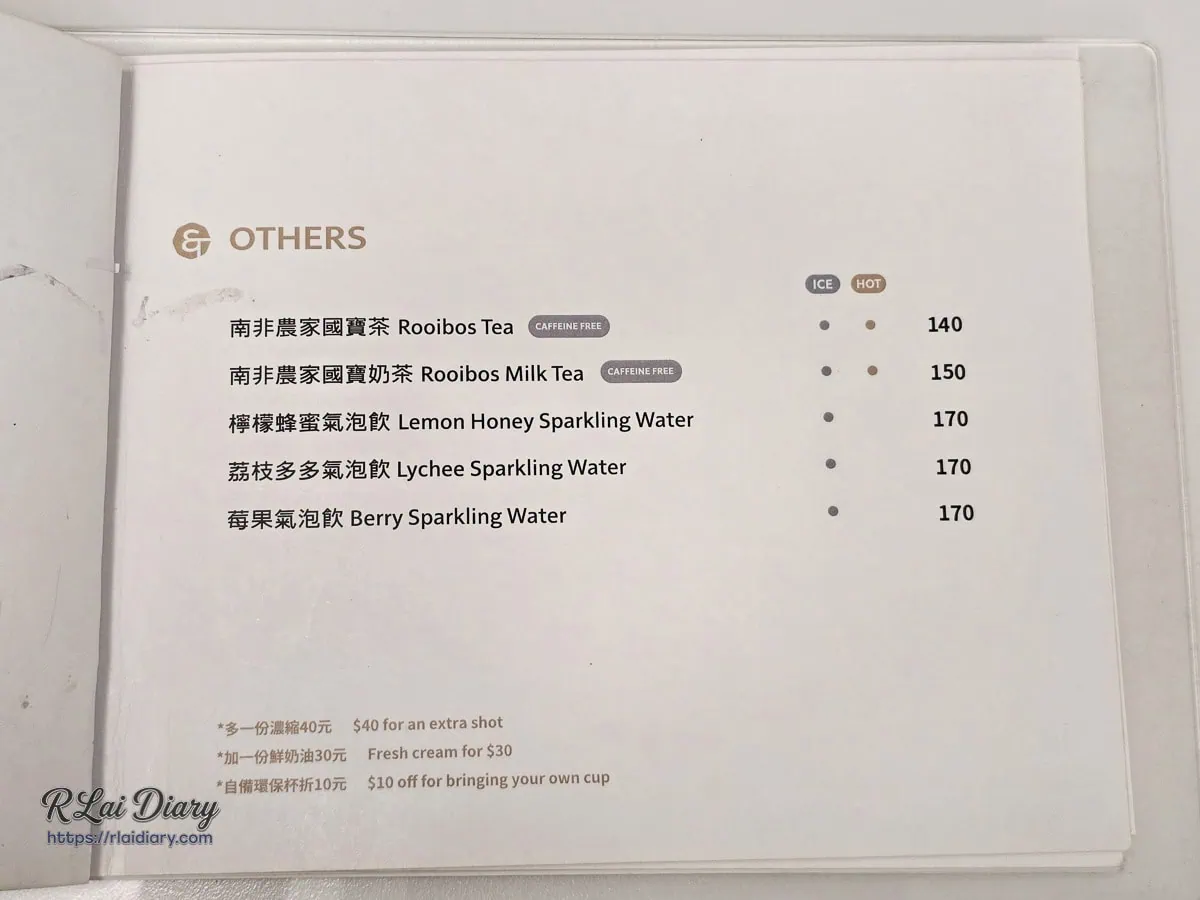 OTHERS
ICE HOT
南非農家國寶茶 Rooibos Tea CAFFEINE FREE 140
南非農家國寶奶茶 Rooibos Milk Tea CAFFEINE FREE 150
檸檬蜂蜜氣泡飲 Lemon Honey Sparkling Water 170
荔枝多多氣泡飲 Lychee Sparkling Water 170
莓果氣泡飲 Berry Sparkling Water 170
*多一份濃縮40元 $40 for an extra shot
*加一份鮮奶油30元 Fresh cream for $30
*自備環保杯折10元 $10 off for bringing your own cup
RLai Diary
https://rlaidiary.com